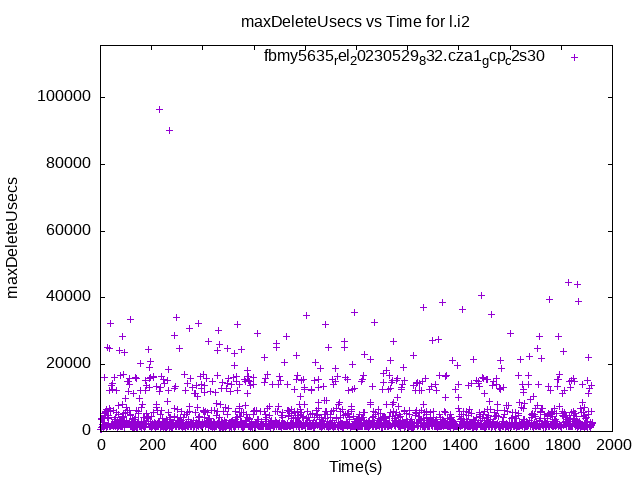 maxDeleteUsecs vs Time for l.i2
fbmy5635rel20230529832.cza1gcpc2s30
100000
80000
60000
40000
20000
0
maxDeleteUsecs
0 200 400 600 800 1000 1200 1400 1600 1800 2000
Time(s)